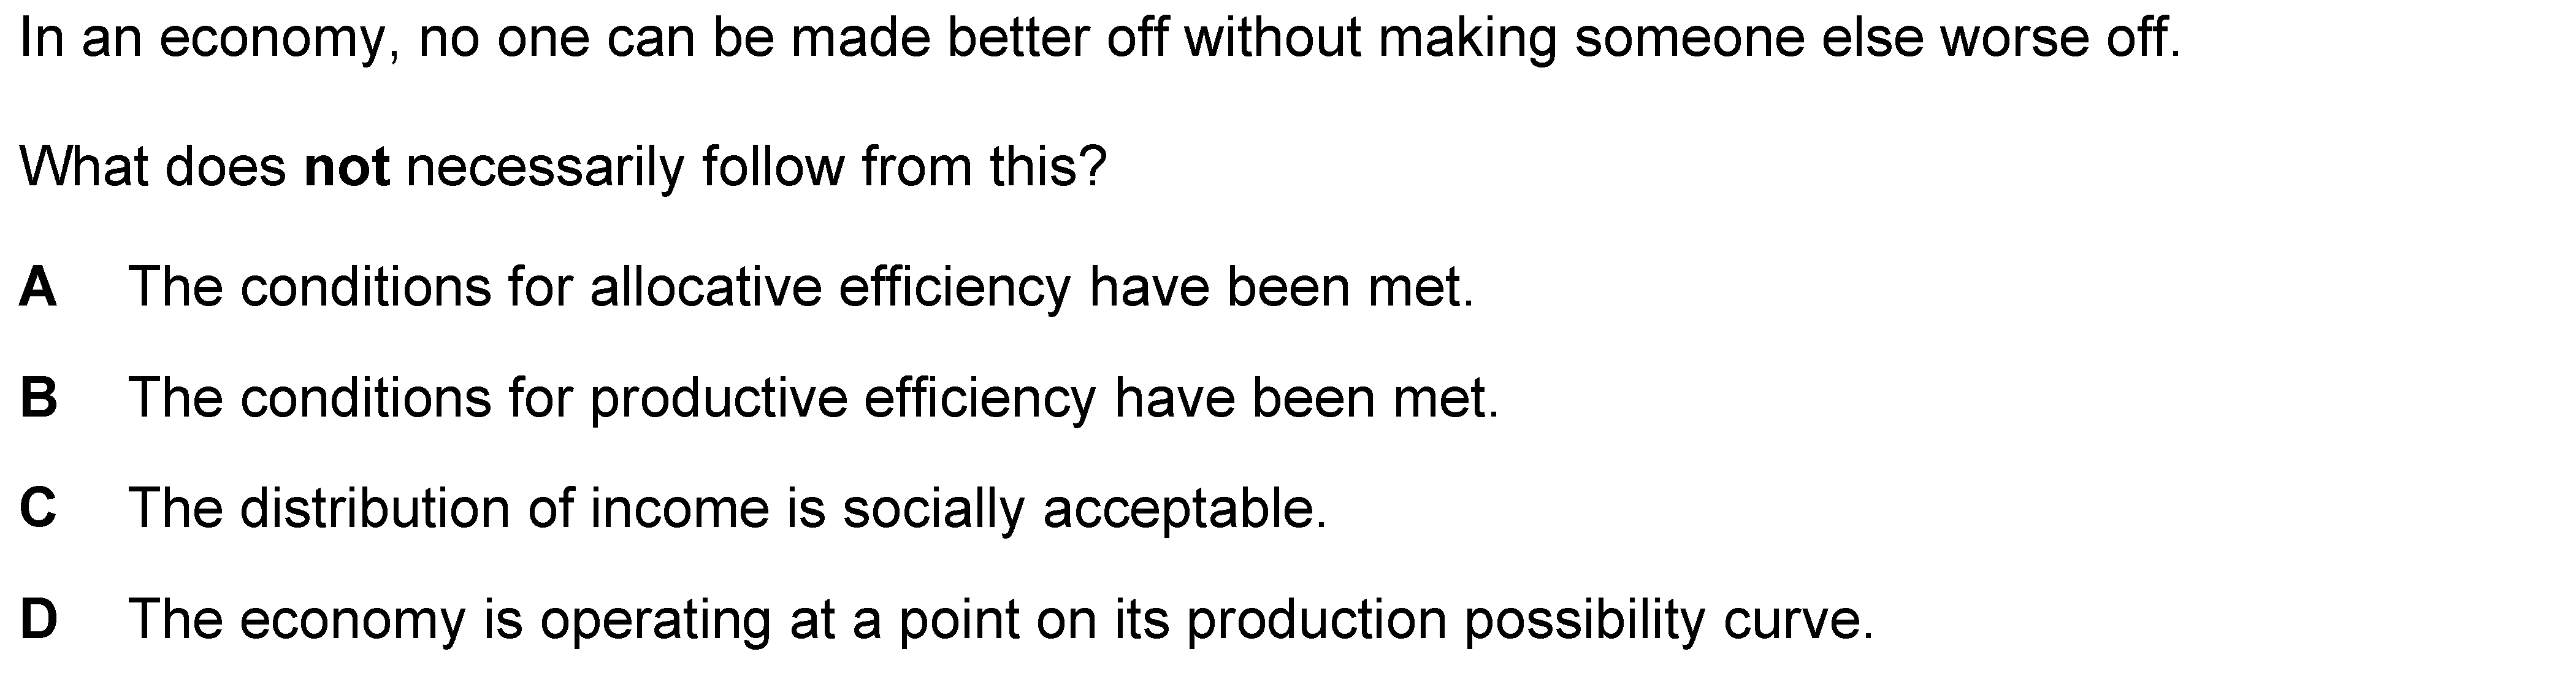 In an economy, no one can be made better off without making someone else worse off.
What does not necessarily follow from this?
A The conditions for allocative efficiency have been met.
B The conditions for productive efficiency have been met.
C The distribution of income is socially acceptable.
D The economy is operating at a point on its production possibility curve.